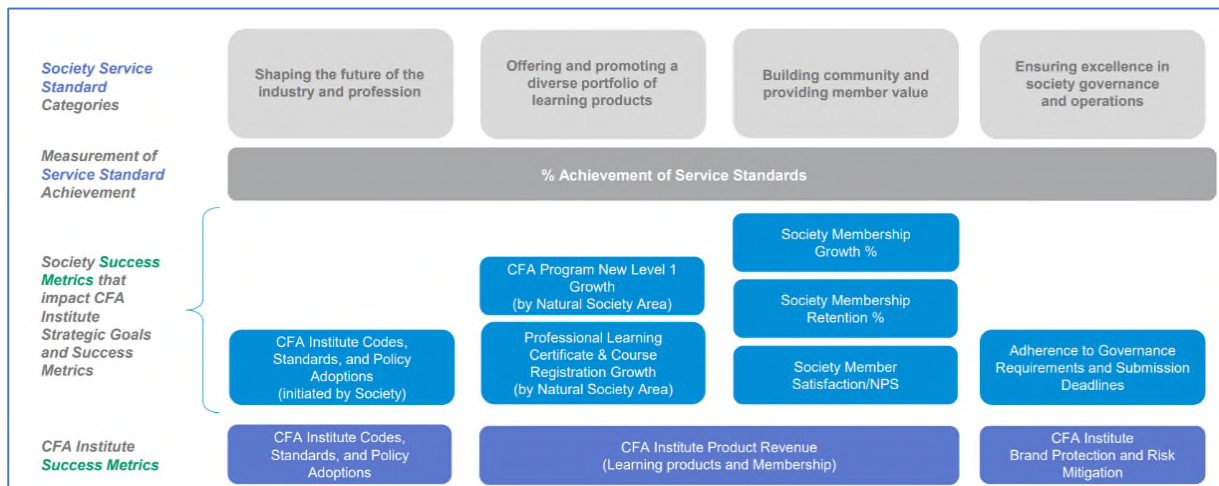 Society Service
Standard
Categories
Shaping the future of the
industry and profession
Offering and promoting a
diverse portfolio of
learning products
Building community and
providing member value
Ensuring excellence in
society governance
and operations
Measurement of
Service Standard
Achievement
% Achievement of Service Standards
Society Success
Metrics that
impact CFA
Institute
Strategic Goals
and Success
Metrics
CFA Institute Codes,
Standards, and Policy
Adoptions
(initiated by Society)
CFA Program New Level 1
Growth
(by Natural Society Area)
Professional Learning
Certificate & Course
Registration Growth
(by Natural Society Area)
Society Membership
Growth %
Society Membership
Retention %
Society Member
Satisfaction/NPS
Adherence to Governance
Requirements and Submission
Deadlines
CFA Institute
Success Metrics
CFA Institute Codes,
Standards, and Policy
Adoptions
CFA Institute Product Revenue
(Learning products and Membership)
CFA Institute
Brand Protection and Risk
Mitigation